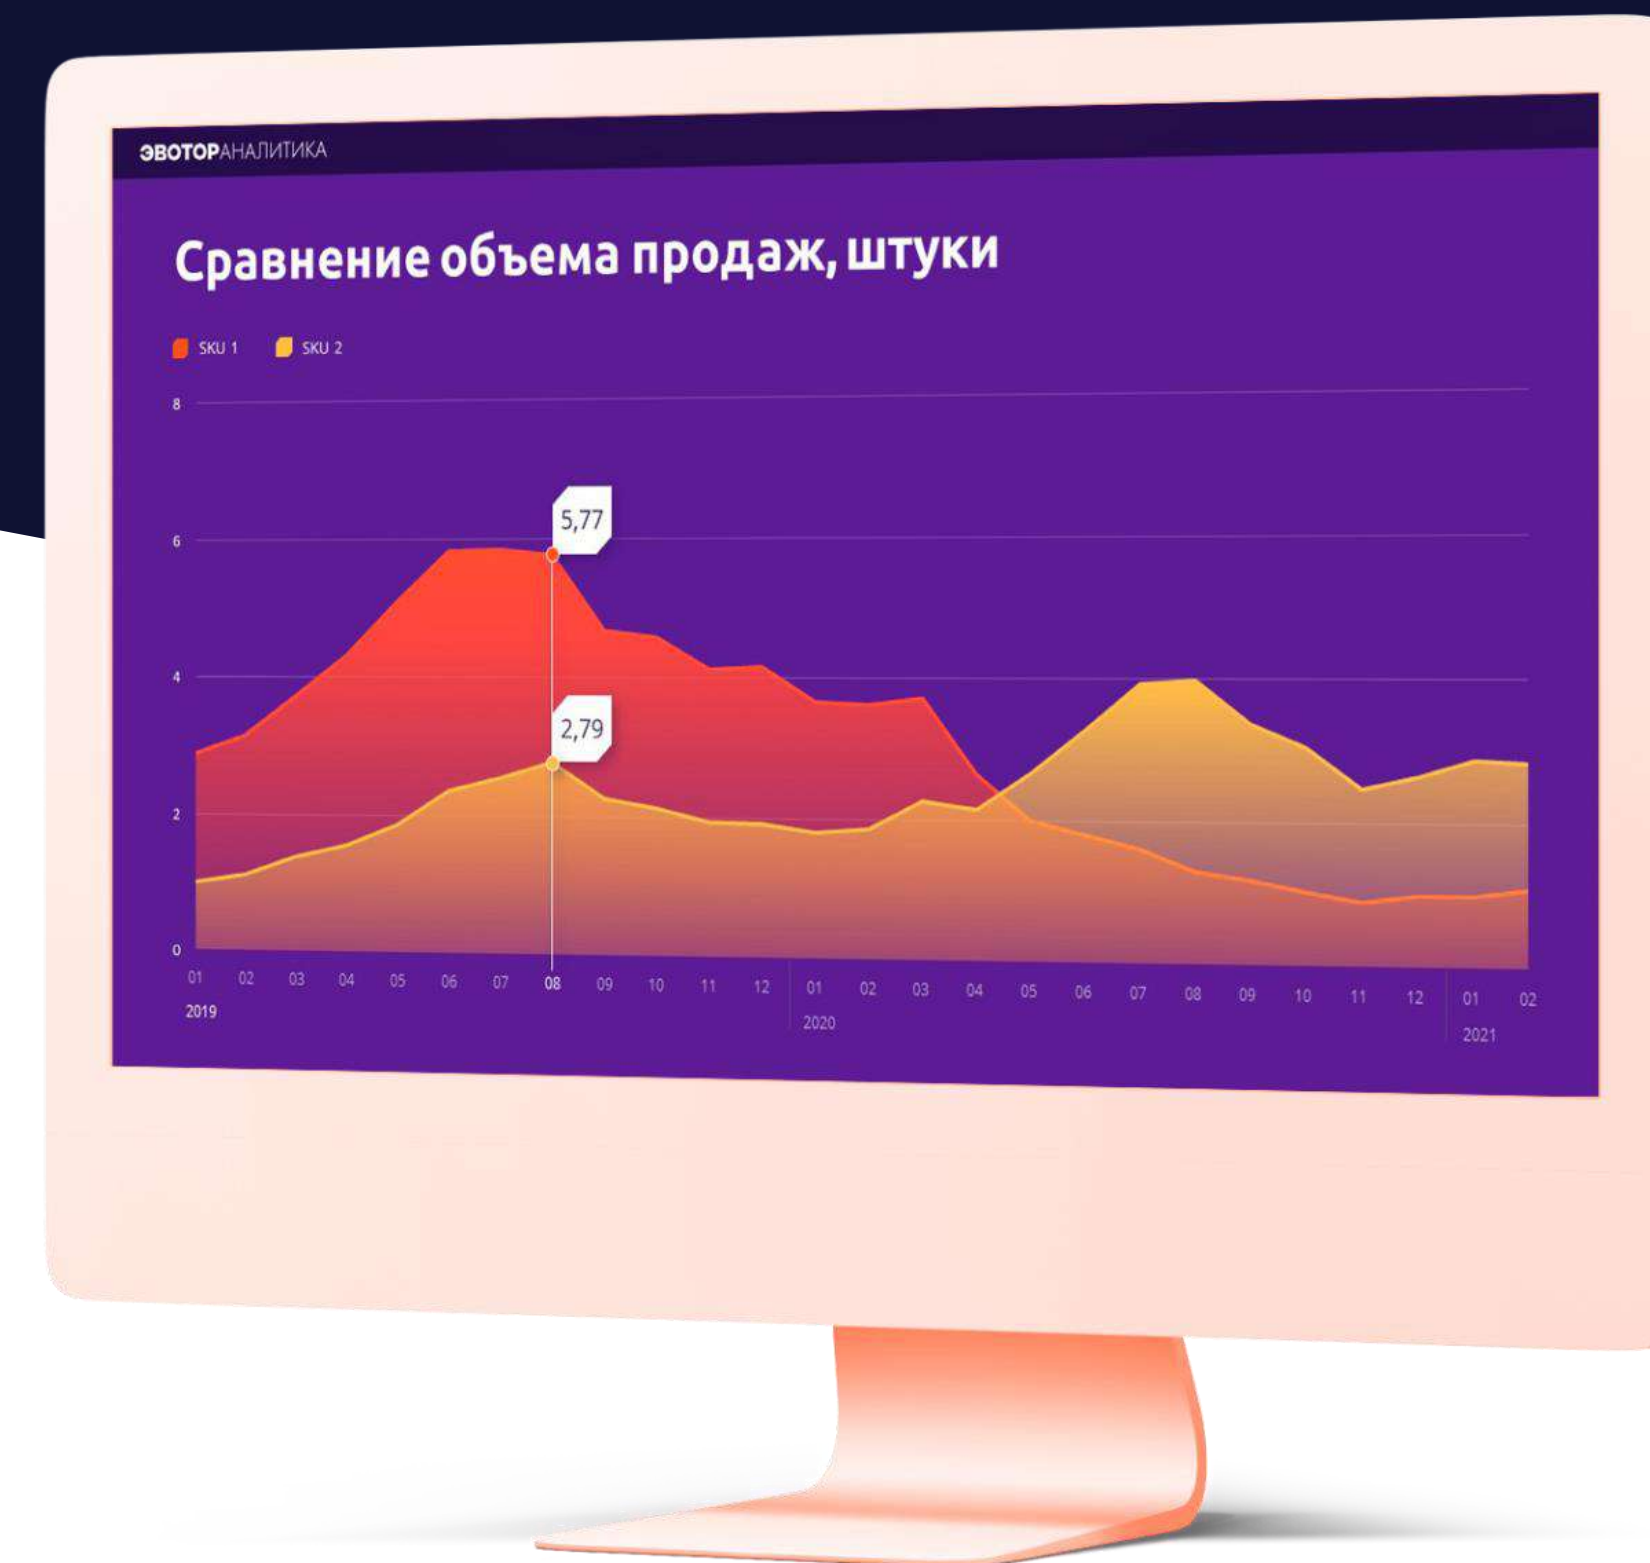 ЭВОТОРАНАЛИТИКА
Сравнение объема продаж, штуки
SKU 1 SKU 2
8
5,77
6
4
2,79
2
0
01 02 03 04 05 06 07 08 09 10 11 12 01 02 03 04 05 06 07 08 09 10 11 12 01 02
2019 2020 2021